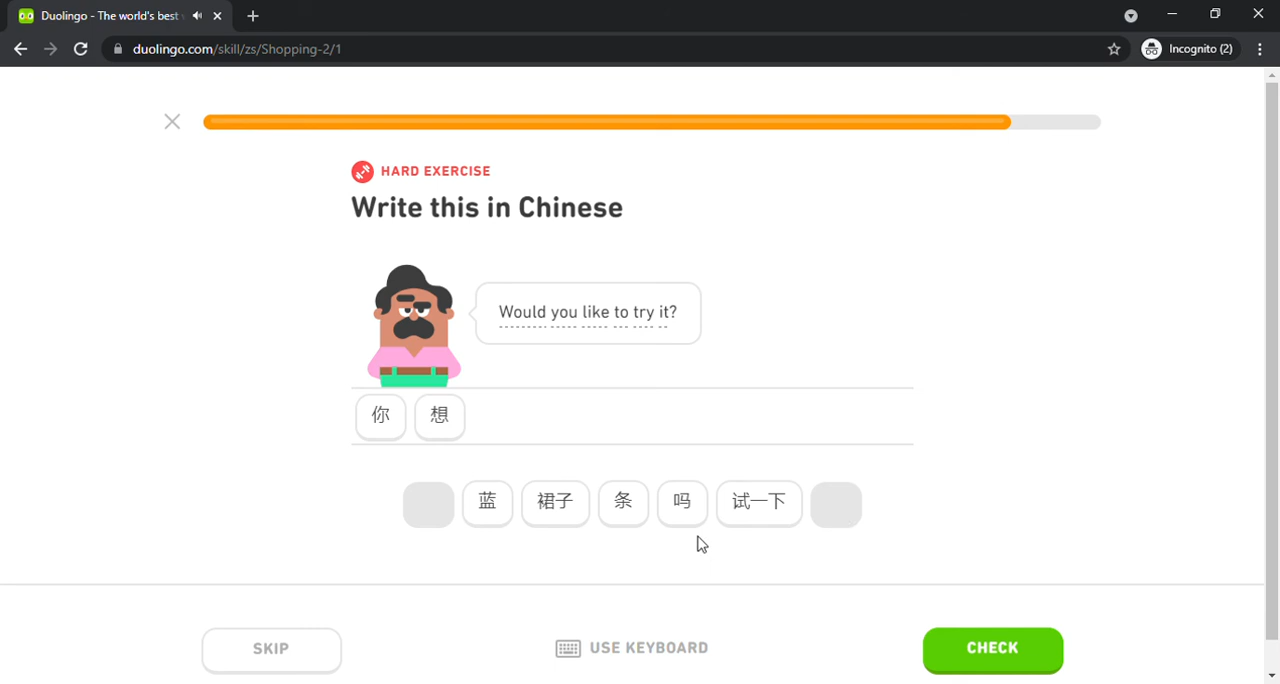 Duolingo - The world's best
duolingo.com/skill/zs/Shopping-2/1
Incognito (2)
HARD EXERCISE
Write this in Chinese
Would you like to try it?
你 想
蓝 裙子 条 吗 试一下
SKIP
USE KEYBOARD
CHECK